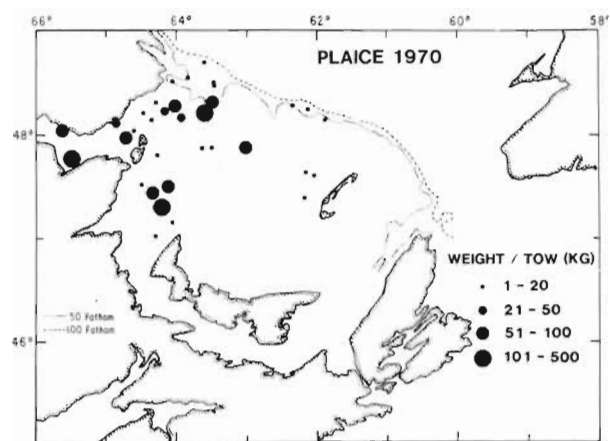 66° 64° 62° 60° 58°
PLAICE 1970
48°
WEIGHT / TOW (KG)
1 - 20
21 - 50
51 - 100
101 - 500
50 Fathom
100 Fathom
46°